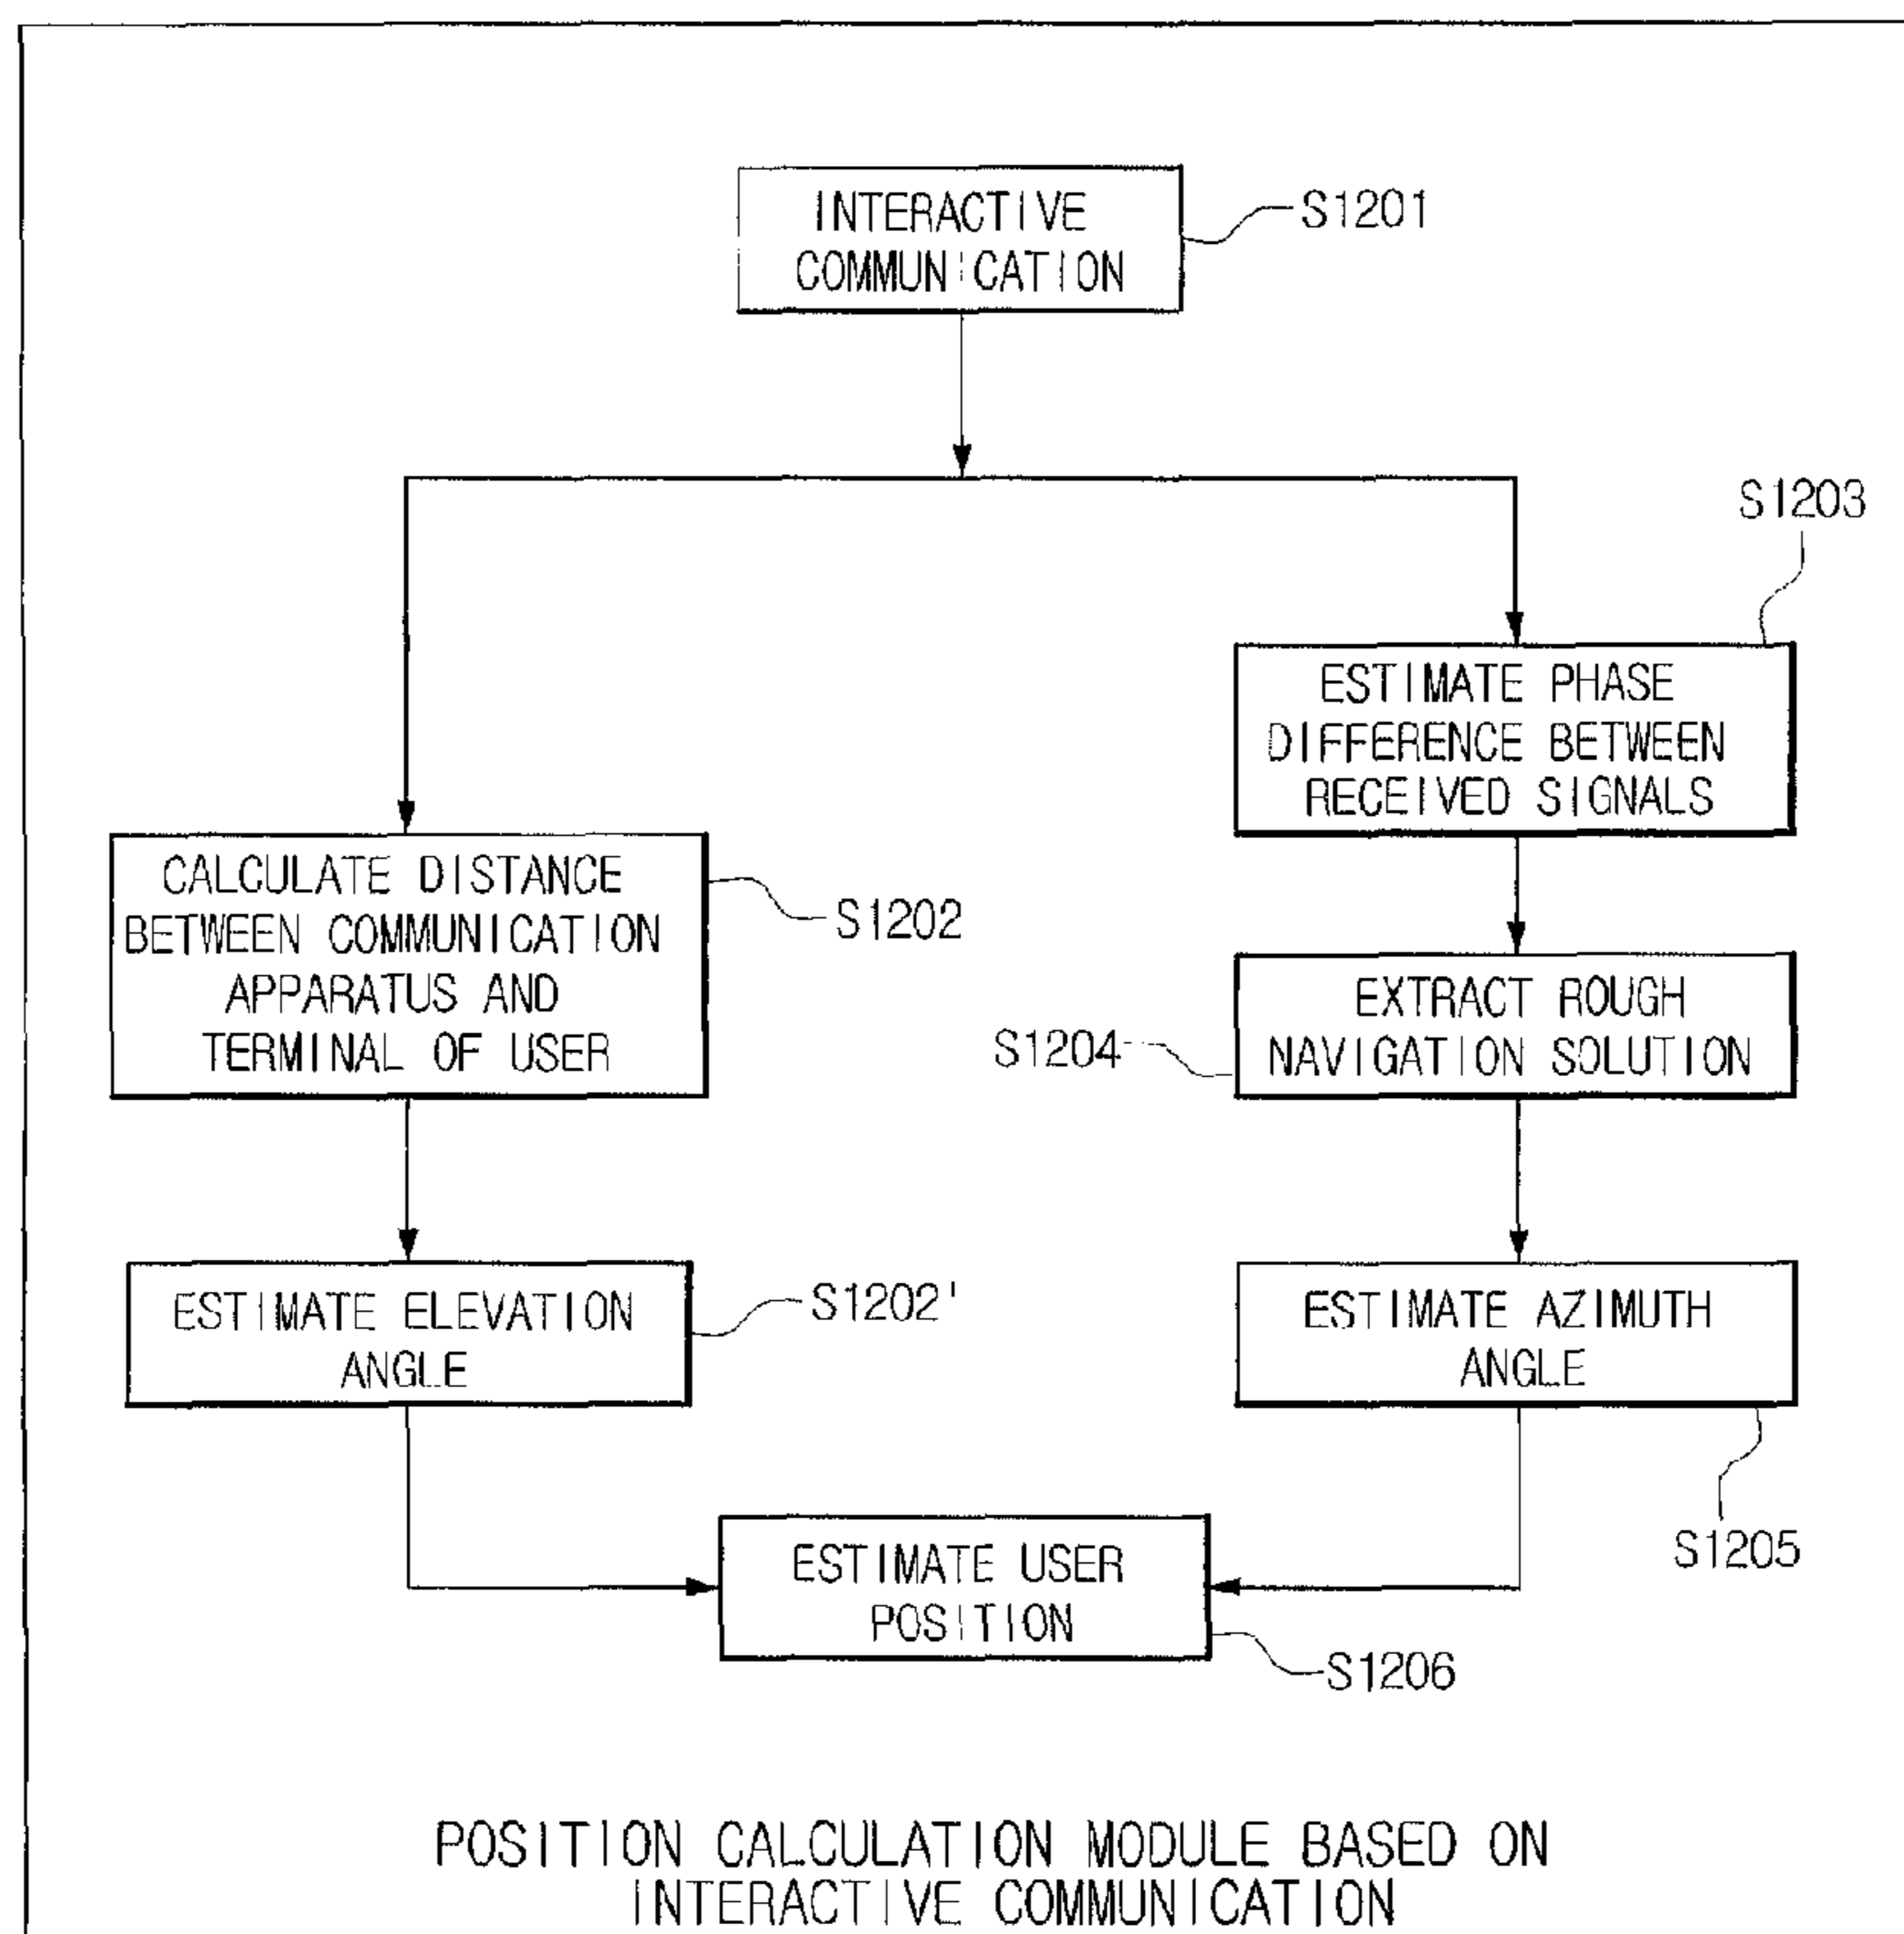 INTERACTIVE
COMMUNICATION
S1201
S1203
ESTIMATE PHASE
DIFFERENCE BETWEEN
RECEIVED SIGNALS
CALCULATE DISTANCE
BETWEEN COMMUNICATION
APPARATUS AND
TERMINAL OF USER
S1202
EXTRACT ROUGH
NAVIGATION SOLUTION
S1204
ESTIMATE ELEVATION
ANGLE
S1202'
ESTIMATE AZIMUTH
ANGLE
S1205
ESTIMATE USER
POSITION
S1206
POSITION CALCULATION MODULE BASED ON
INTERACTIVE COMMUNICATION